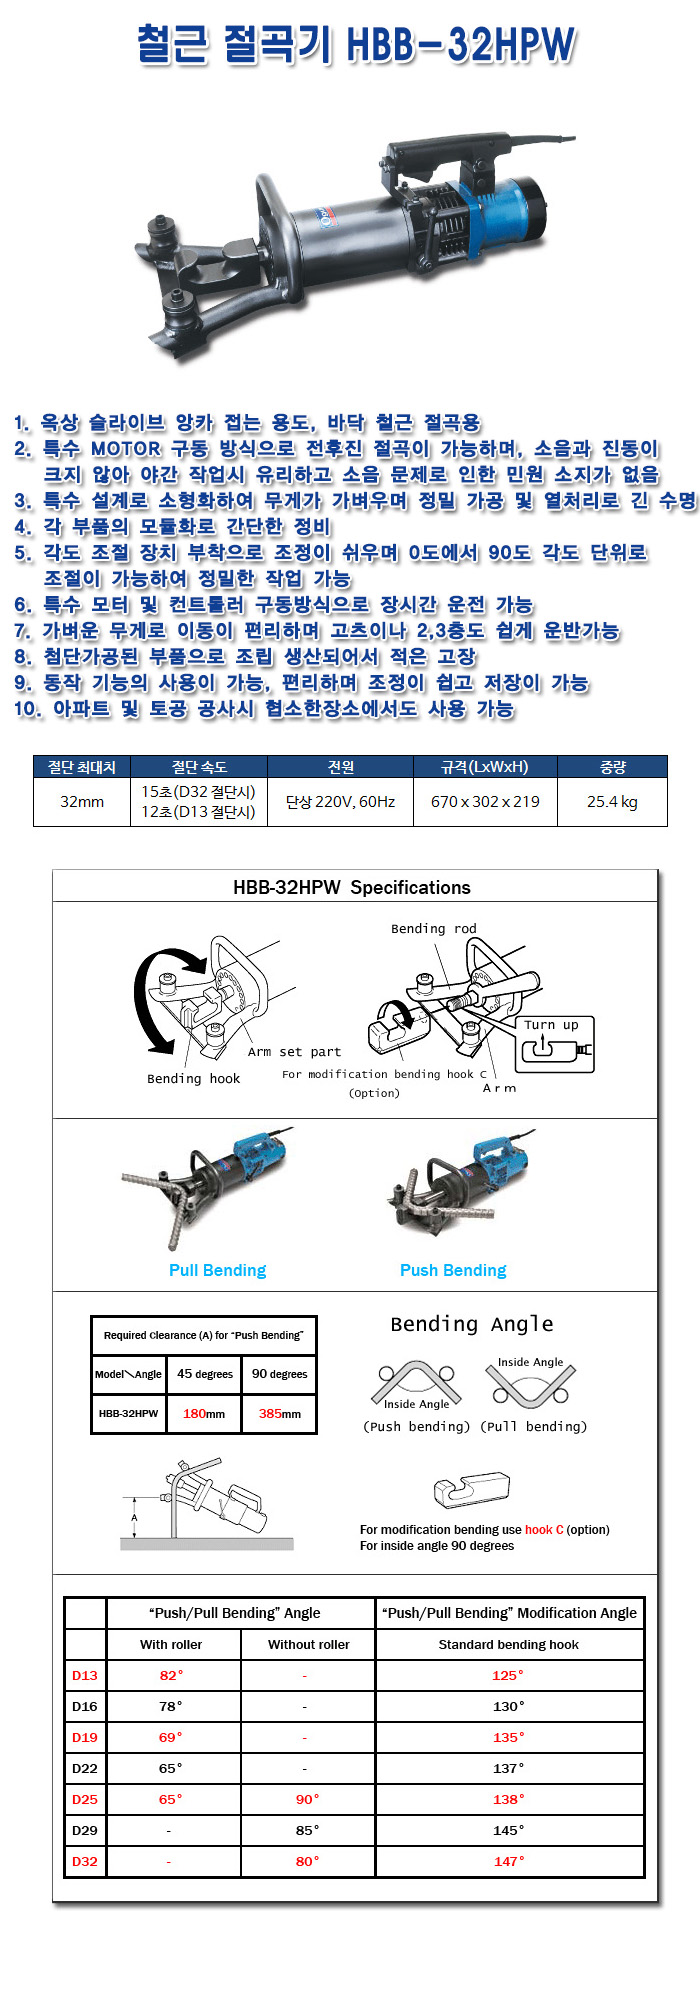 철근 절곡기 HBB-32HPW
1. 옥상 슬라이브 앙카 접는 용도, 바닥 철근 절곡용
2. 특수 MOTOR 구동 방식으로 전후진 절곡이 가능하며, 소음과 진동이
크지 않아 야간 작업시 유리하고 소음 문제로 인한 민원 소지가 없음
3. 특수 설계로 소형화하여 무게가 가벼우며 정밀 가공 및 열처리로 긴 수명
4. 각 부품의 모듈화로 간단한 정비
5. 각도 조절 장치 부착으로 조정이 쉬우며 0도에서 90도 각도 단위로
조절이 가능하여 정밀한 작업 가능
6. 특수 모터 및 컨트롤러 구동방식으로 장시간 운전 가능
7. 가벼운 무게로 이동이 편리하며 고츠이나 2,3층도 쉽게 운반가능
8. 첨단가공된 부품으로 조립 생산되어서 적은 고장
9. 동작 기능의 사용이 가능, 편리하며 조정이 쉽고 저장이 가능
10. 아파트 및 토공 공사시 협소한장소에서도 사용 가능
절단 최대치 절단 속도 전원 규격(LxWxH) 중량
32mm 15초(D32 절단시) 12초(D13 절단시) 단상 220V, 60Hz 670 x 302 x 219 25.4 kg
HBB-32HPW Specifications
Bending rod
Turn up
Arm set part
Bending hook
For modification bending hook C
(Option)
Arm
Pull Bending Push Bending
Required Clearance (A) for "Push Bending"
Model＼Angle 45 degrees 90 degrees
HBB-32HPW 180mm 385mm
Bending Angle
Inside Angle
Inside Angle
(Push bending) (Pull bending)
A
For modification bending use hook C (option)
For inside angle 90 degrees
"Push/Pull Bending" Angle "Push/Pull Bending" Modification Angle
With roller Without roller Standard bending hook
D13 82° - 125°
D16 78° - 130°
D19 69° - 135°
D22 65° - 137°
D25 65° 90° 138°
D29 - 85° 145°
D32 - 80° 147°